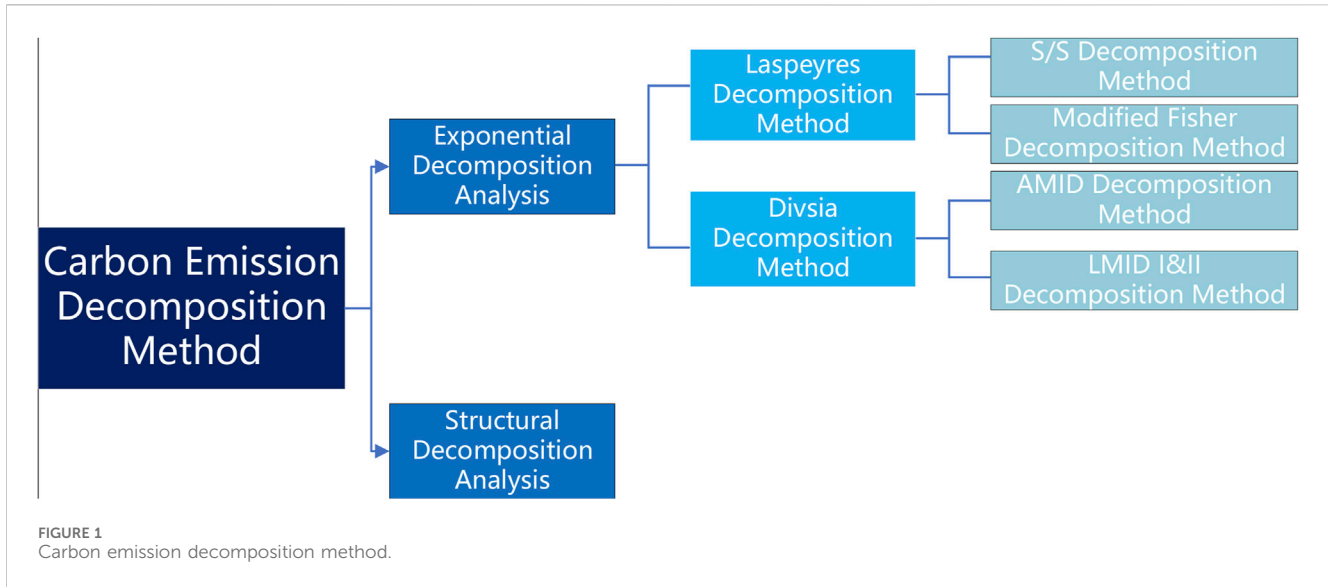 Carbon Emission
Decomposition
Method
Exponential
Decomposition
Analysis
Structural
Decomposition
Analysis
Laspeyres
Decomposition
Method
Divsia
Decomposition
Method
S/S Decomposition
Method
Modified Fisher
Decomposition Method
AMID Decomposition
Method
LMID I&II
Decomposition Method
FIGURE 1
Carbon emission decomposition method.